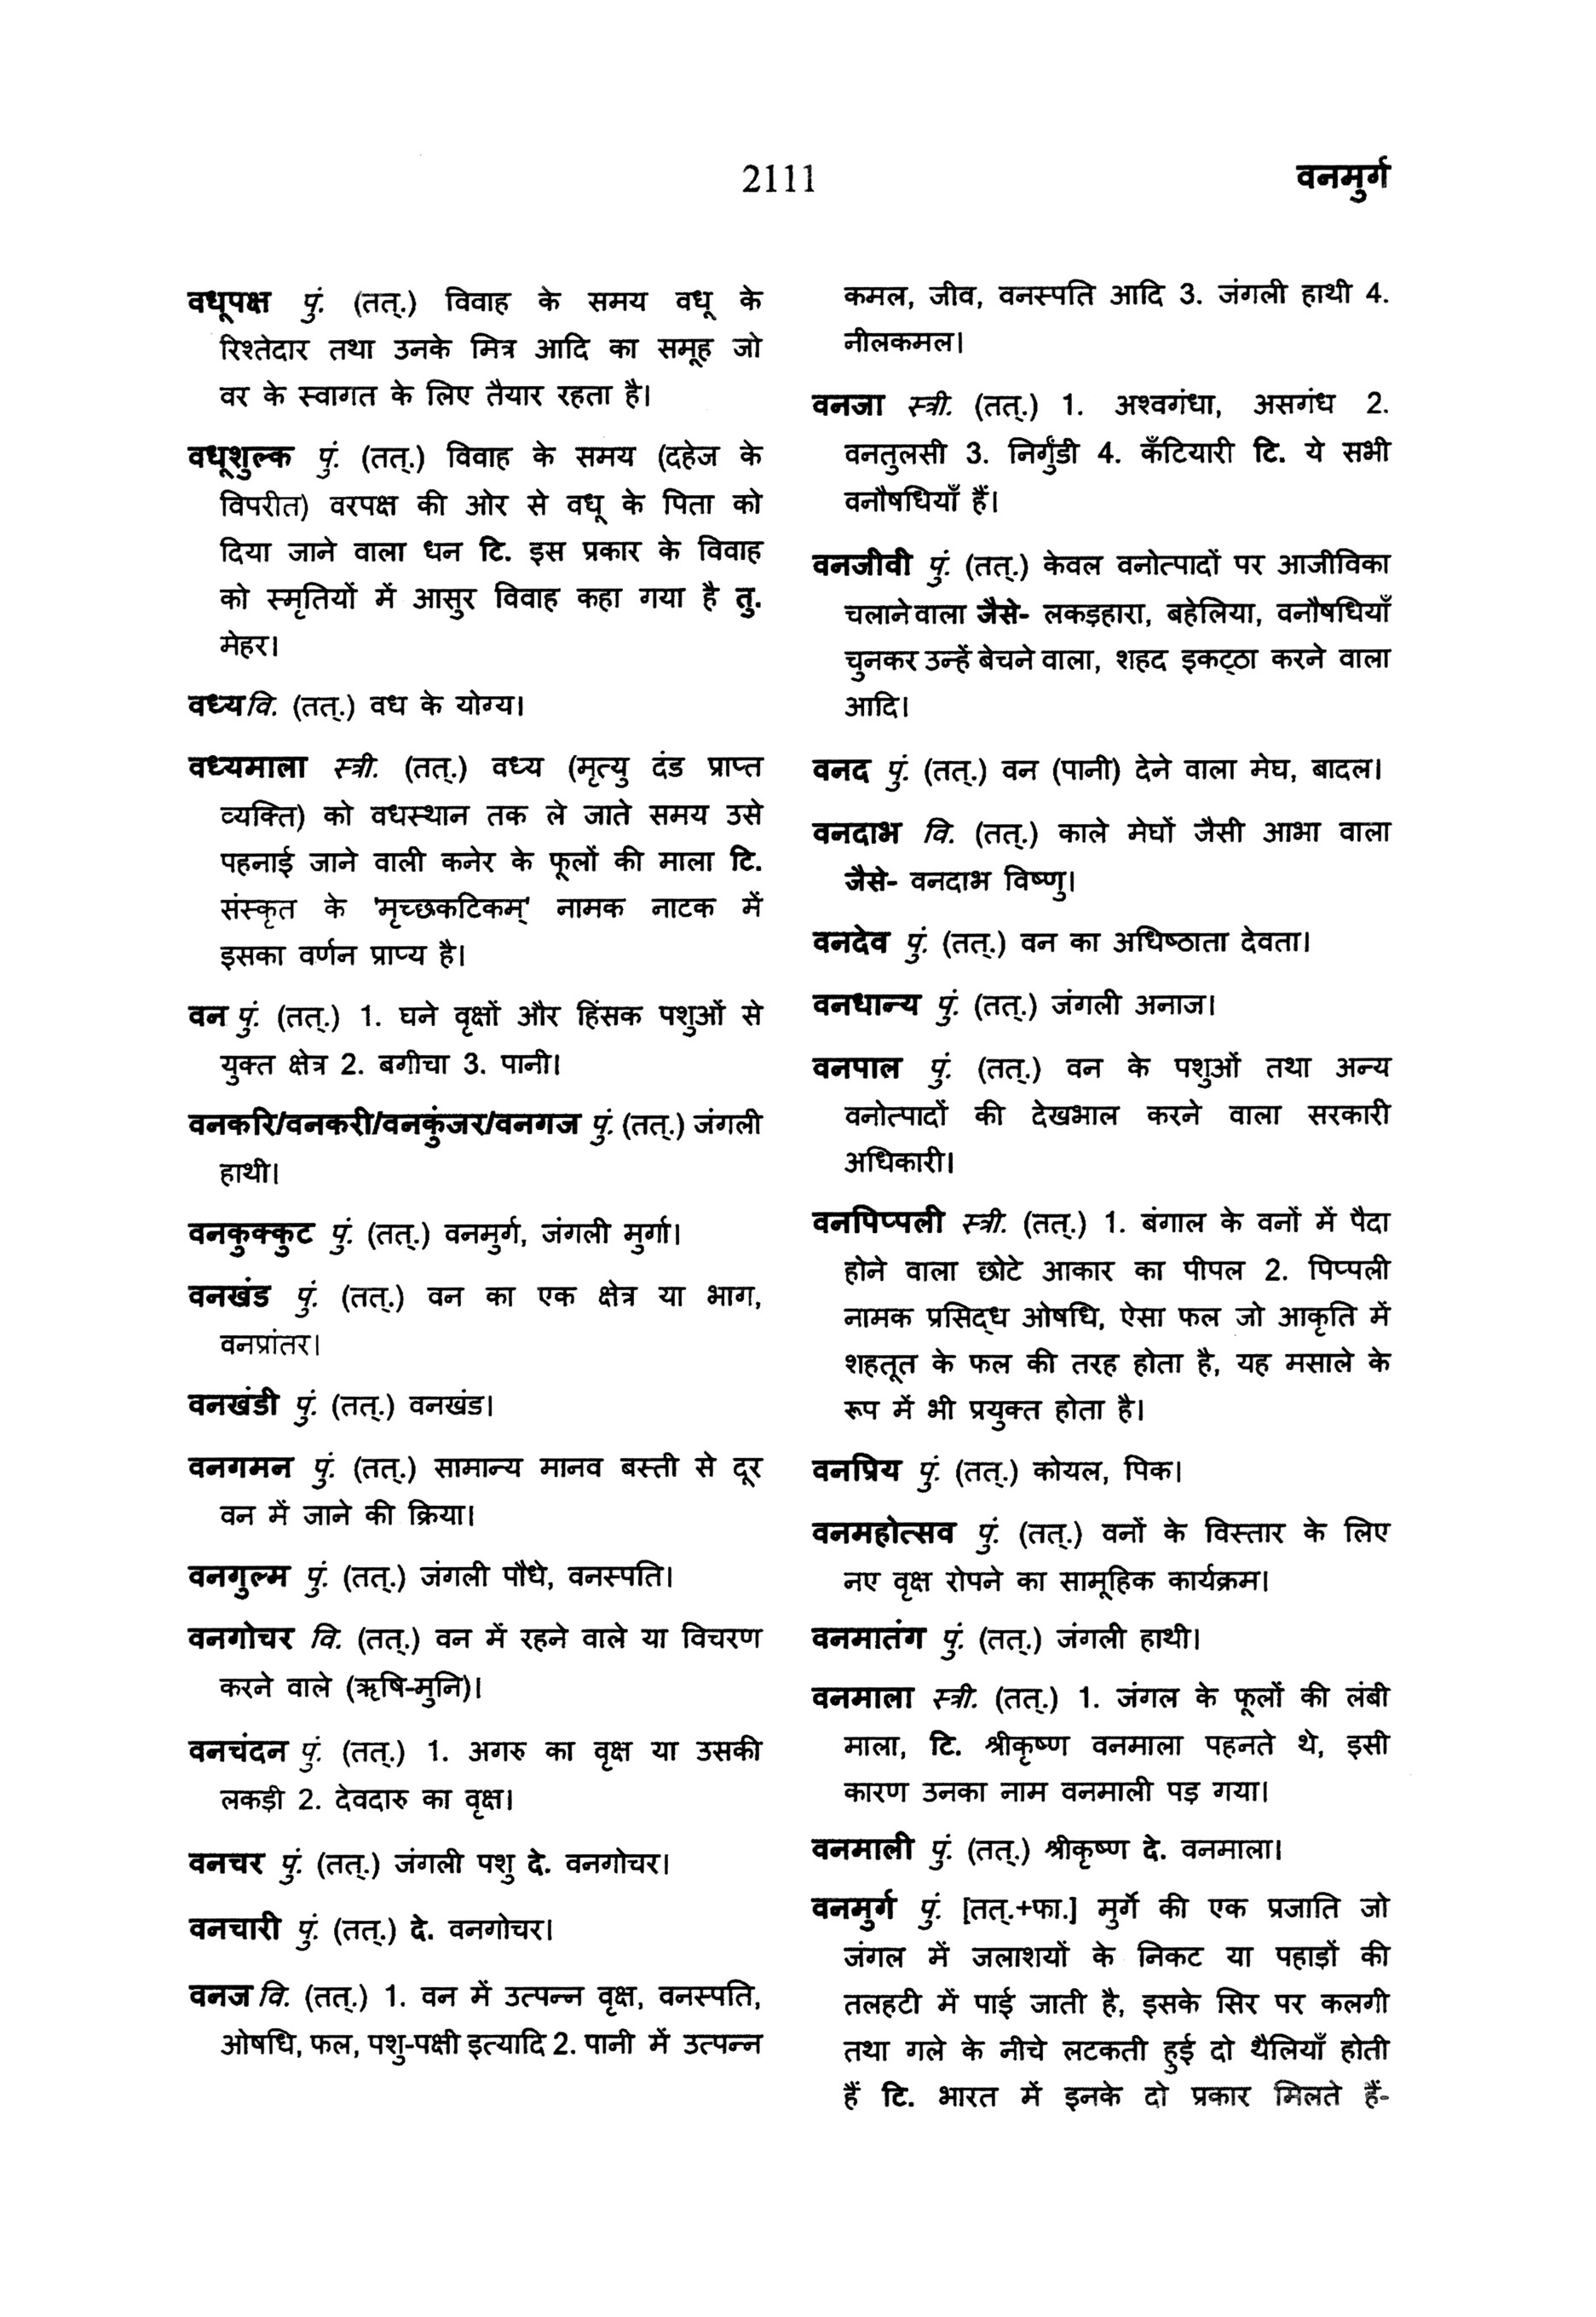 2111
वनमुर्ग
वधूपक्ष पुं. (तत्.) विवाह के समय वधू के
रिश्तेदार तथा उनके मित्र आदि का समूह जो
वर के स्वागत के लिए तैयार रहता है।
वधूशुल्क पुं. (तत्.) विवाह के समय (दहेज के
विपरीत) वरपक्ष की ओर से वधू के पिता को
दिया जाने वाला धन टि. इस प्रकार के विवाह
को स्मृतियों में आसुर विवाह कहा गया है तु.
मेहर।
वध्य वि. (तत्.) वध के योग्य।
वध्यमाला स्त्री. (तत्.) वध्य (मृत्यु दंड प्राप्त
व्यक्ति) को वधस्थान तक ले जाते समय उसे
पहनाई जाने वाली कनेर के फूलों की माला टि.
संस्कृत के 'मृच्छकटिकम्' नामक नाटक में
इसका वर्णन प्राप्य है।
वन पुं. (तत्.) 1. घने वृक्षों और हिंसक पशुओं से
युक्त क्षेत्र 2. बगीचा 3. पानी।
वनकरि/वनकरी/वनकुंजर/वनगज पुं. (तत्.) जंगली
हाथी।
वनकुक्कुट पुं. (तत्.) वनमुर्ग, जंगली मुर्गा।
वनखंड पुं. (तत्.) वन का एक क्षेत्र या भाग,
वनप्रांतर।
वनखंडी पुं. (तत्.) वनखंड।
वनगमन पुं. (तत्.) सामान्य मानव बस्ती से दूर
वन में जाने की क्रिया।
वनगुल्म पुं. (तत्.) जंगली पौधे, वनस्पति।
वनगोचर वि. (तत्.) वन में रहने वाले या विचरण
करने वाले (ऋषि-मुनि)।
वनचंदन पुं. (तत्.) 1. अगरु का वृक्ष या उसकी
लकड़ी 2. देवदारु का वृक्ष।
वनचर पुं. (तत्.) जंगली पशु दे. वनगोचर।
वनचारी पुं. (तत्.) दे. वनगोचर।
वनज वि. (तत्.) 1. वन में उत्पन्न वृक्ष, वनस्पति,
ओषधि, फल, पशु-पक्षी इत्यादि 2. पानी में उत्पन्न
कमल, जीव, वनस्पति आदि 3. जंगली हाथी 4.
नीलकमल।
वनजा स्त्री. (तत्.) 1. अश्वगंधा, असगंध 2.
वनतुलसी 3. निर्गुंडी 4. कँटियारी टि. ये सभी
वनौषधियाँ हैं।
वनजीवी पुं. (तत्.) केवल वनोत्पादों पर आजीविका
चलाने वाला जैसे- लकड़हारा, बहेलिया, वनौषधियाँ
चुनकर उन्हें बेचने वाला, शहद इकट्ठा करने वाला
आदि।
वनद पुं. (तत्.) वन (पानी) देने वाला मेघ, बादल।
वनदाभ वि. (तत्.) काले मेघों जैसी आभा वाला
जैसे- वनदाभ विष्णु।
वनदेव पुं. (तत्.) वन का अधिष्ठाता देवता।
वनधान्य पुं. (तत्.) जंगली अनाज।
वनपाल पुं. (तत्.) वन के पशुओं तथा अन्य
वनोत्पादों की देखभाल करने वाला सरकारी
अधिकारी।
वनपिप्पली स्त्री. (तत्.) 1. बंगाल के वनों में पैदा
होने वाला छोटे आकार का पीपल 2. पिप्पली
नामक प्रसिद्ध ओषधि, ऐसा फल जो आकृति में
शहतूत के फल की तरह होता है, यह मसाले के
रूप में भी प्रयुक्त होता है।
वनप्रिय पुं. (तत्.) कोयल, पिक।
वनमहोत्सव पुं. (तत्.) वनों के विस्तार के लिए
नए वृक्ष रोपने का सामूहिक कार्यक्रम।
वनमातंग पुं. (तत्.) जंगली हाथी।
वनमाला स्त्री. (तत्.) 1. जंगल के फूलों की लंबी
माला, टि. श्रीकृष्ण वनमाला पहनते थे, इसी
कारण उनका नाम वनमाली पड़ गया।
वनमाली पुं. (तत्.) श्रीकृष्ण दे. वनमाला।
वनमुर्ग पुं. [तत्.+फा.] मुर्गे की एक प्रजाति जो
जंगल में जलाशयों के निकट या पहाड़ों की
तलहटी में पाई जाती है, इसके सिर पर कलगी
तथा गले के नीचे लटकती हुई दो थैलियाँ होती
हैं टि. भारत में इनके दो प्रकार मिलते हैं-